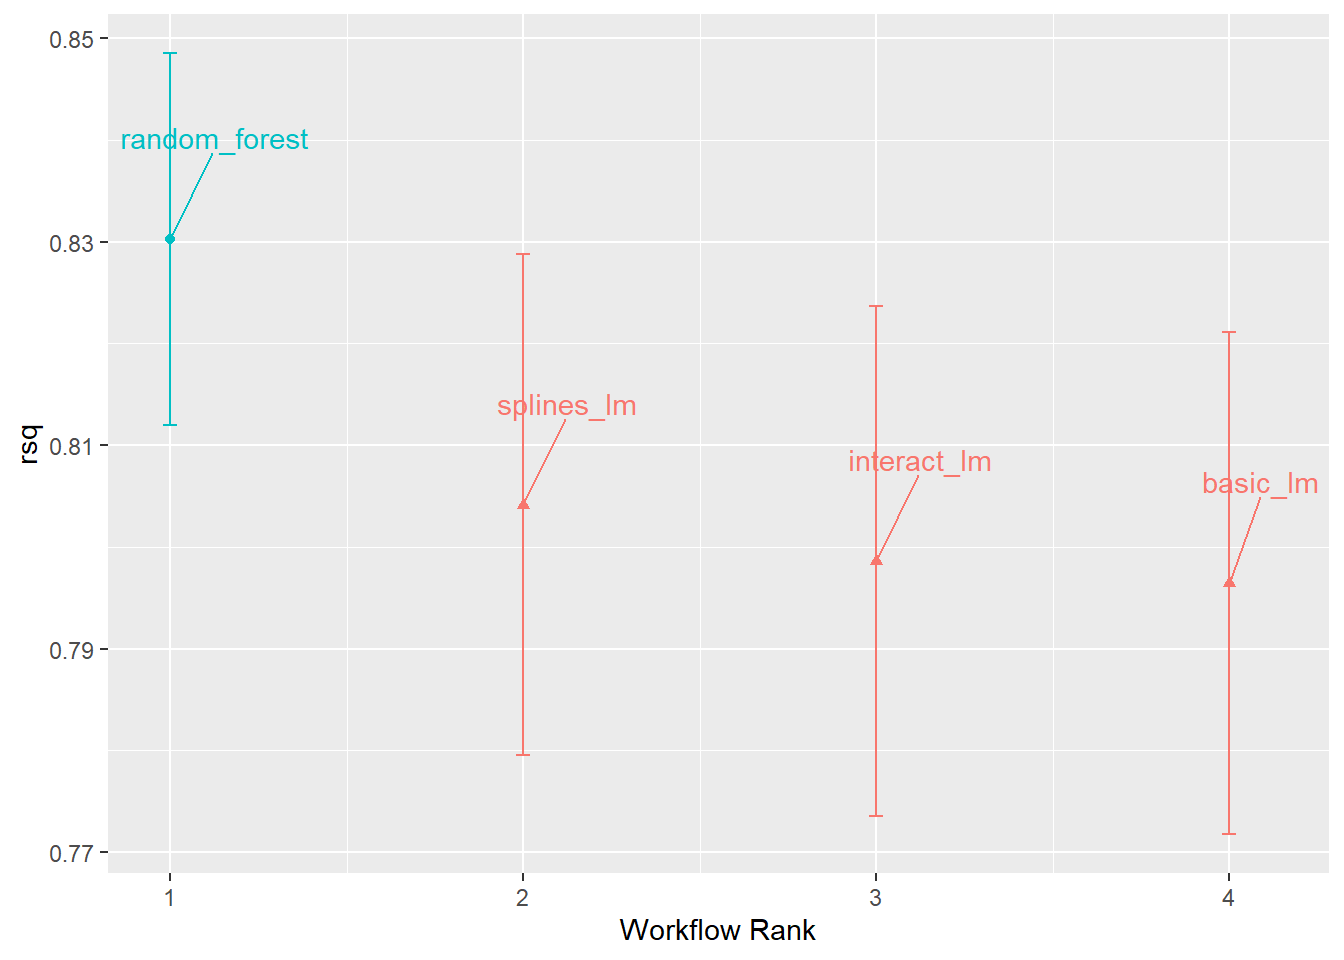 0.85
random_forest
0.83
splines_lm
0.81
interact_lm
basic_lm
0.79
0.77
rsq
1 2 3 4
Workflow Rank